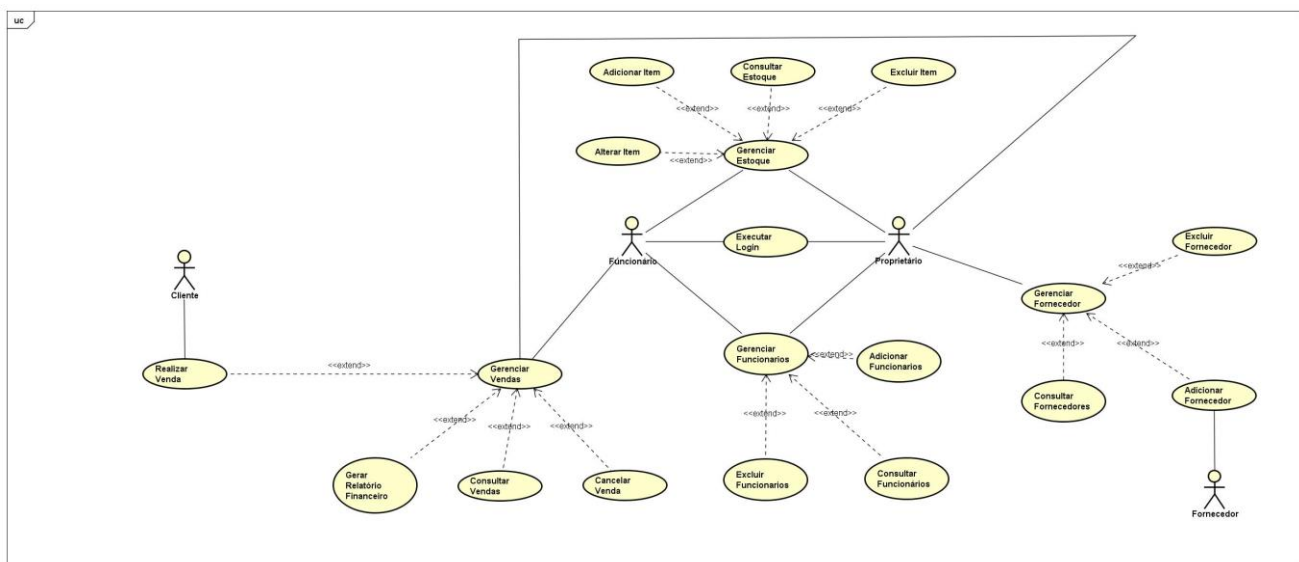 uc
Adicionar Item
Consultar
Estoque
Excluir Item
<<extend>>
<<extend>>
<<extend>>
Alterar Item
<<extend>>
Gerenciar
Estoque
Funcionário
Executar
Login
Proprietário
Excluir
Fornecedor
<<extend>>
Cliente
Gerenciar
Fornecedor
<<extend>>
<<extend>>
Realizar
Venda
<<extend>>
Gerenciar
Vendas
Gerenciar
Funcionarios
<<extend>>
Adicionar
Funcionarios
Consultar
Fornecedores
Adicionar
Fornecedor
<<extend>>
<<extend>>
<<extend>>
<<extend>>
<<extend>>
Gerar
Relatório
Financeiro
Consultar
Vendas
Cancelar
Venda
Excluir
Funcionarios
Consultar
Funcionários
Fornecedor